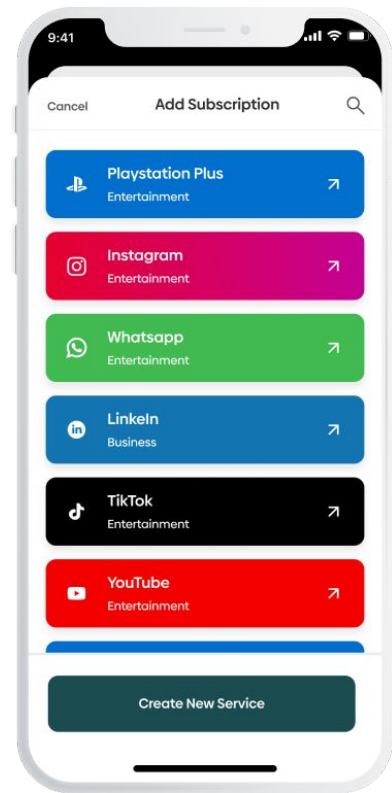 9:41
Cancel Add Subscription
Playstation Plus
Entertainment
Instagram
Entertainment
Whatsapp
Entertainment
LinkeIn
Business
TikTok
Entertainment
YouTube
Entertainment
Create New Service